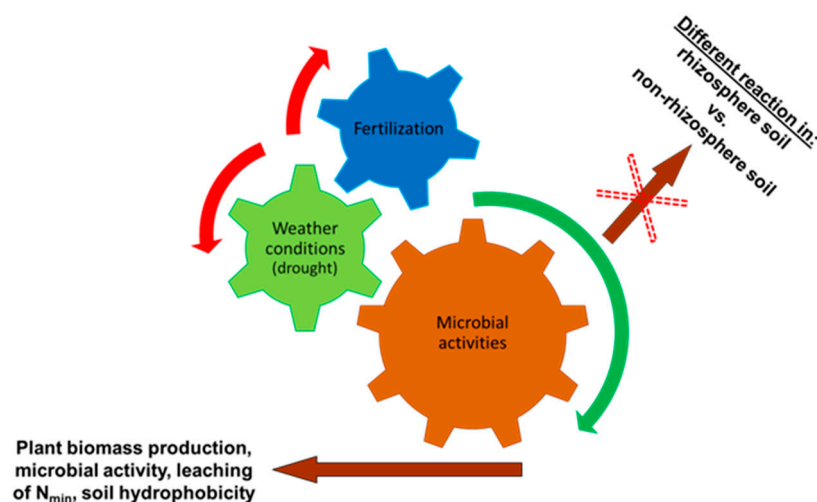 Different reaction in:
rhizosphere soil
vs.
non-rhizosphere soil
Fertilization
Weather
conditions
(drought)
Microbial
activities
Plant biomass production,
microbial activity, leaching
of Nmin, soil hydrophobicity